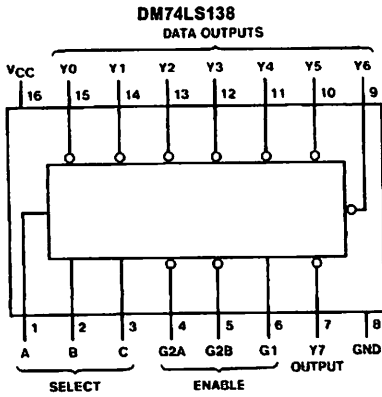 DM74LS138
DATA OUTPUTS
VCC Y0 Y1 Y2 Y3 Y4 Y5 Y6
16 15 14 13 12 11 10 9
1 2 3 4 5 6 7 8
A B C G2A G2B G1 Y7 GND
OUTPUT
SELECT ENABLE